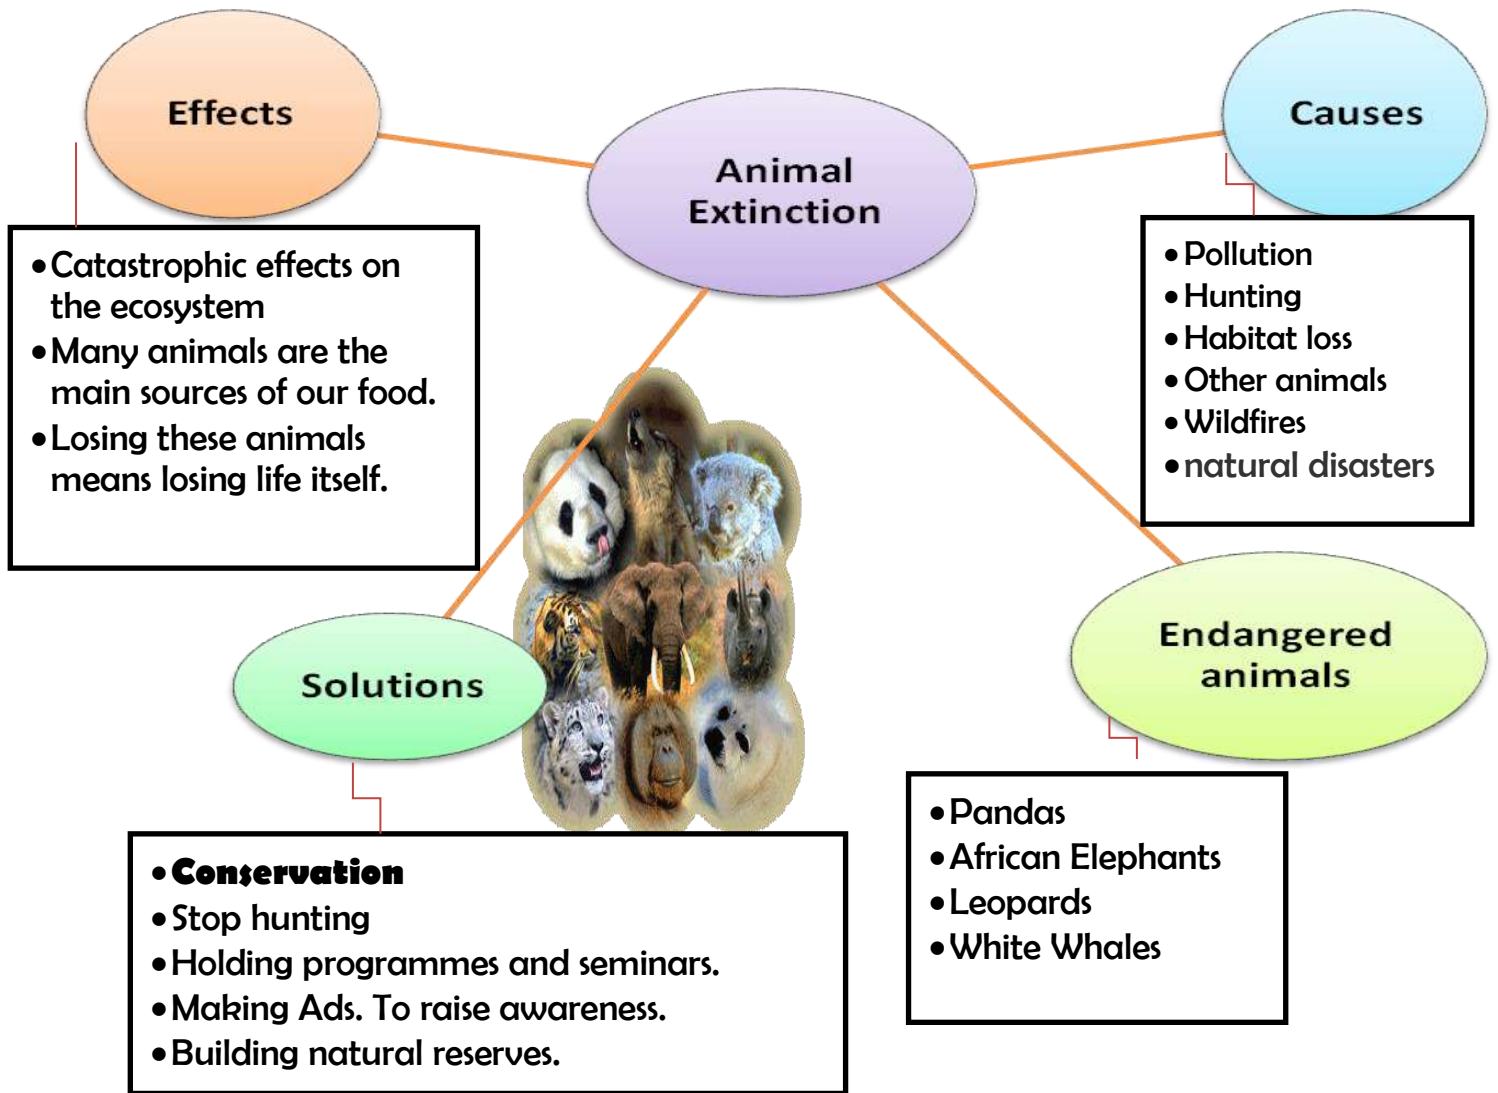 Animal
Extinction
Effects
• Catastrophic effects on
the ecosystem
• Many animals are the
main sources of our food.
• Losing these animals
means losing life itself.
Causes
• Pollution
• Hunting
• Habitat loss
• Other animals
• Wildfires
• natural disasters
Solutions
• Conservation
• Stop hunting
• Holding programmes and seminars.
• Making Ads. To raise awareness.
• Building natural reserves.
Endangered
animals
• Pandas
• African Elephants
• Leopards
• White Whales